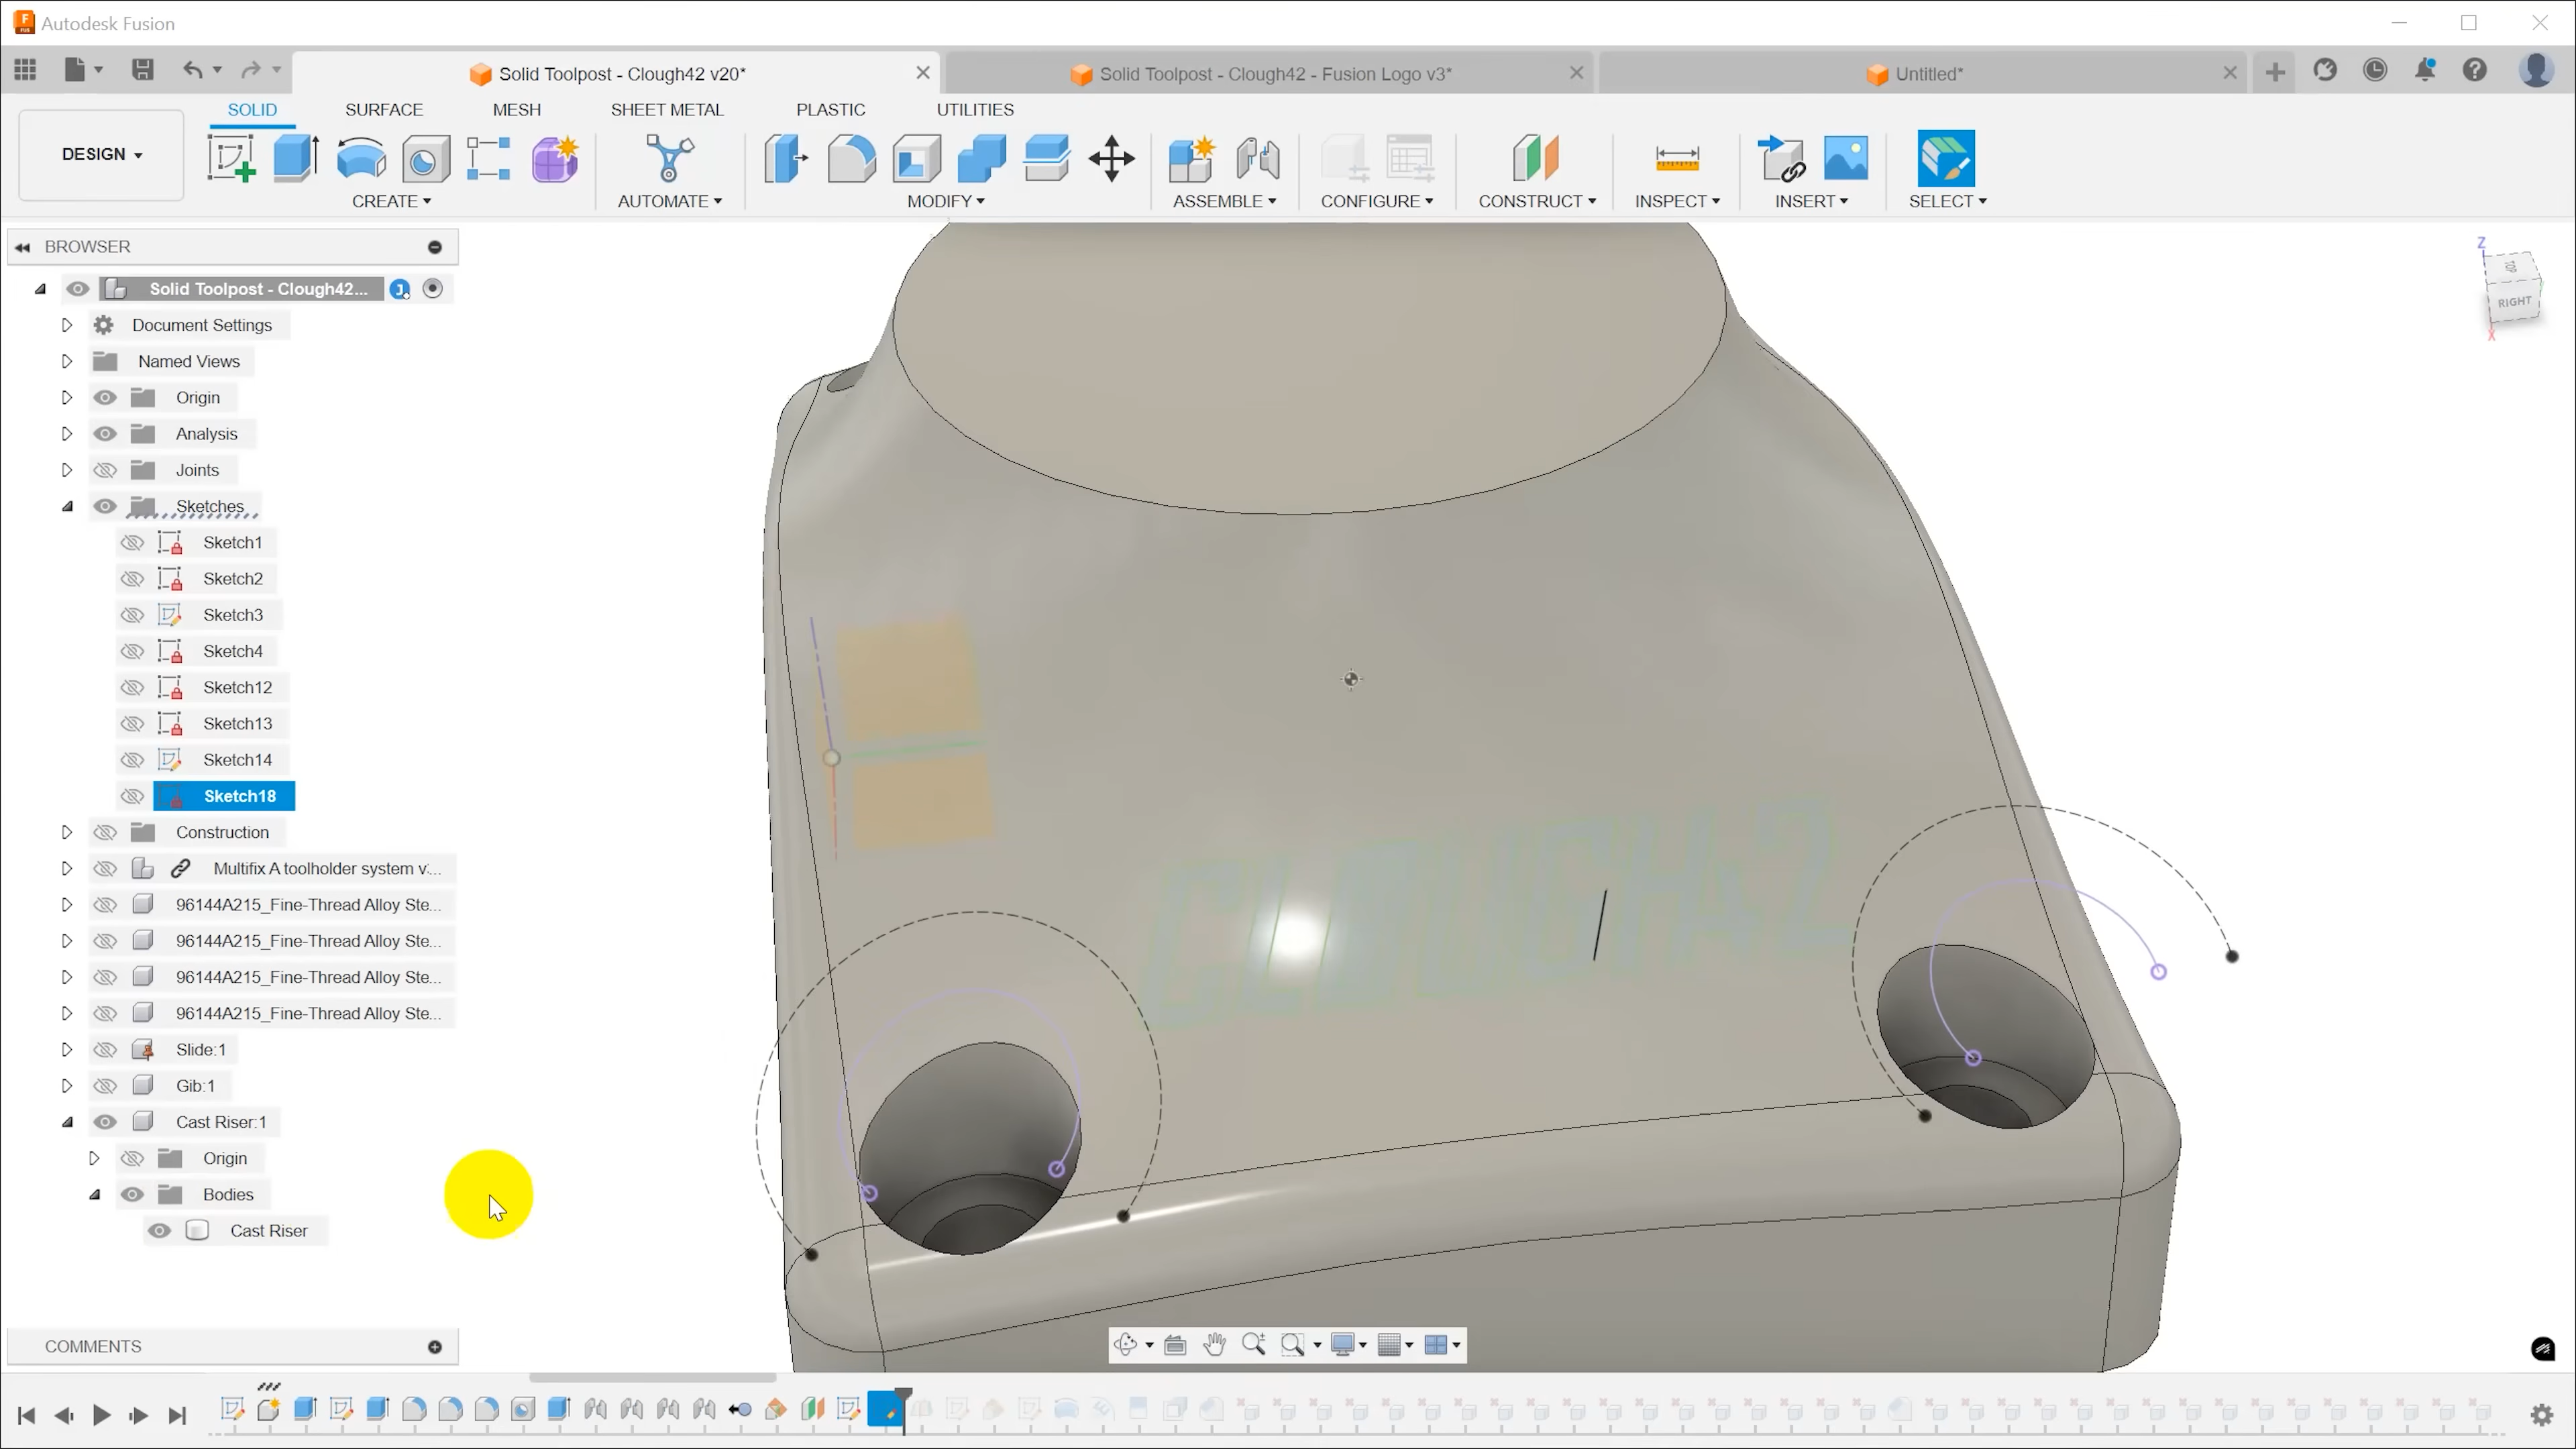 Autodesk Fusion
Solid Toolpost - Clough42 v20*
Solid Toolpost - Clough42 - Fusion Logo v3*
Untitled*
SOLID
SURFACE
MESH
SHEET METAL
PLASTIC
UTILITIES
DESIGN
CREATE
AUTOMATE
MODIFY
ASSEMBLE
CONFIGURE
CONSTRUCT
INSPECT
INSERT
SELECT
BROWSER
Solid Toolpost - Clough42...
Document Settings
Named Views
Origin
Analysis
Joints
Sketches
Sketch1
Sketch2
Sketch3
Sketch4
Sketch12
Sketch13
Sketch14
Sketch18
Construction
Multifix A toolholder system v...
96144A215_Fine-Thread Alloy Ste...
96144A215_Fine-Thread Alloy Ste...
96144A215_Fine-Thread Alloy Ste...
96144A215_Fine-Thread Alloy Ste...
Slide:1
Gib:1
Cast Riser:1
Origin
Bodies
Cast Riser
Z
TOP
RIGHT
X
CLOUGH42
COMMENTS